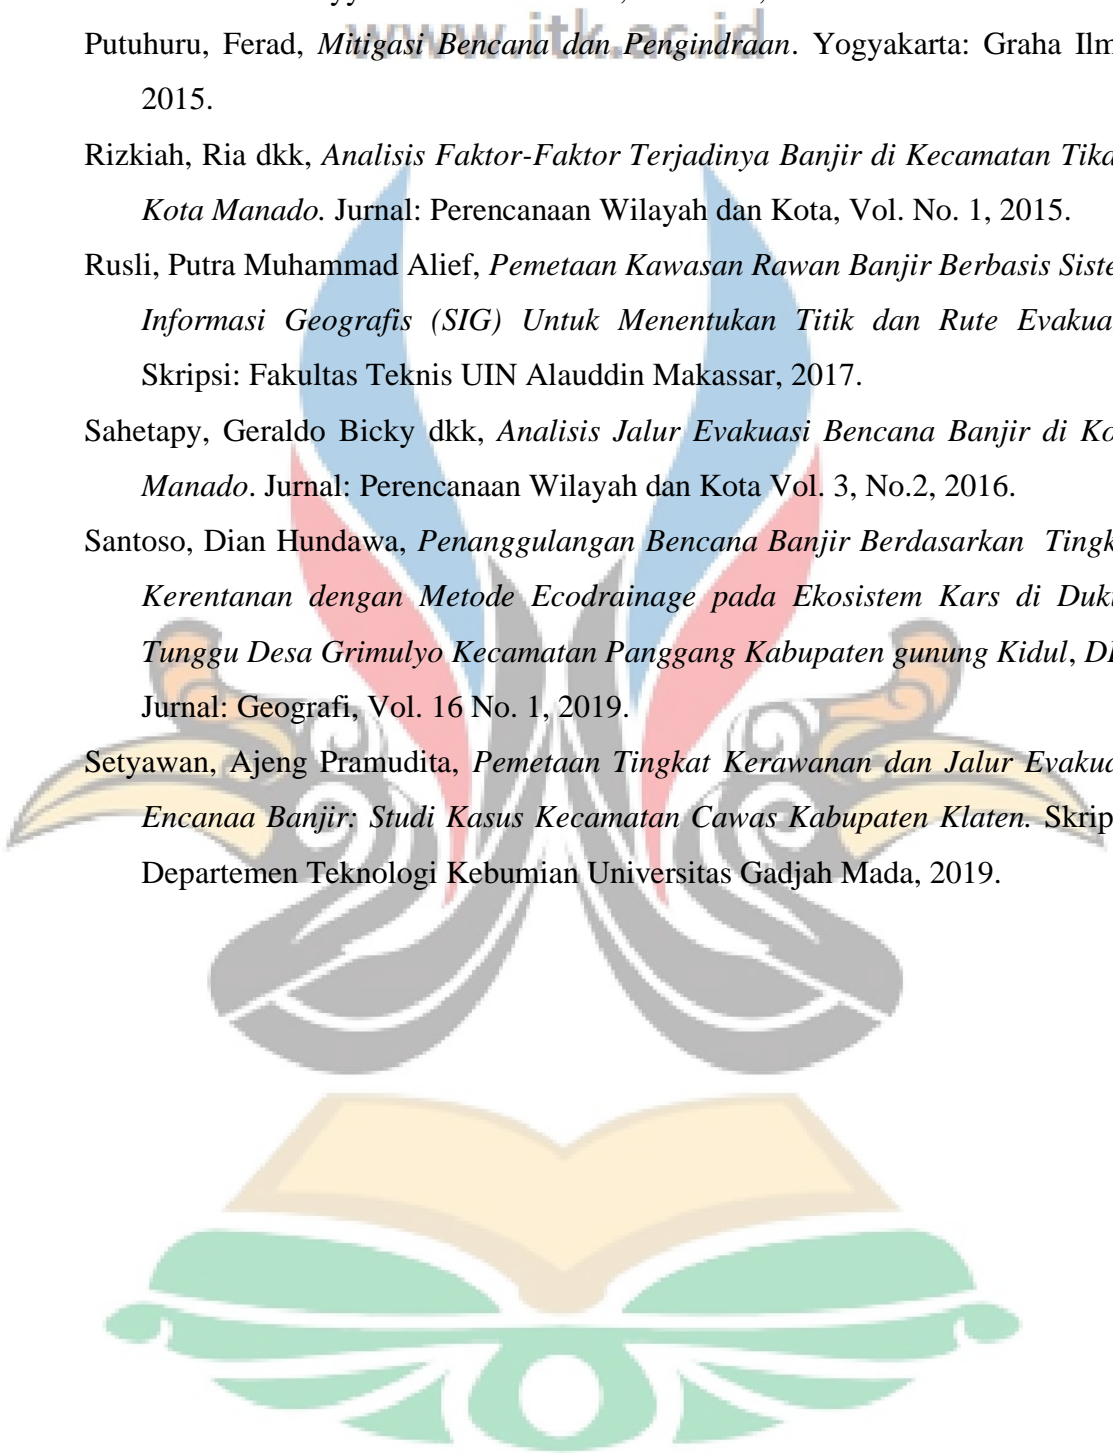 www.itk.ac.id
Putuhuru, Ferad, Mitigasi Bencana dan Pengindraan. Yogyakarta: Graha Ilm
2015.
Rizkiah, Ria dkk, Analisis Faktor-Faktor Terjadinya Banjir di Kecamatan Tika
Kota Manado. Jurnal: Perencanaan Wilayah dan Kota, Vol. No. 1, 2015.
Rusli, Putra Muhammad Alief, Pemetaan Kawasan Rawan Banjir Berbasis Siste
Informasi Geografis (SIG) Untuk Menentukan Titik dan Rute Evakua
Skripsi: Fakultas Teknis UIN Alauddin Makassar, 2017.
Sahetapy, Geraldo Bicky dkk, Analisis Jalur Evakuasi Bencana Banjir di Ko
Manado. Jurnal: Perencanaan Wilayah dan Kota Vol. 3, No.2, 2016.
Santoso, Dian Hundawa, Penanggulangan Bencana Banjir Berdasarkan Tingk
Kerentanan dengan Metode Ecodrainage pada Ekosistem Kars di Duku
Tunggu Desa Grimulyo Kecamatan Panggang Kabupaten gunung Kidul, DI
Jurnal: Geografi, Vol. 16 No. 1, 2019.
Setyawan, Ajeng Pramudita, Pemetaan Tingkat Kerawanan dan Jalur Evakua
Encanaa Banjir: Studi Kasus Kecamatan Cawas Kabupaten Klaten. Skrip
Departemen Teknologi Kebumian Universitas Gadjah Mada, 2019.